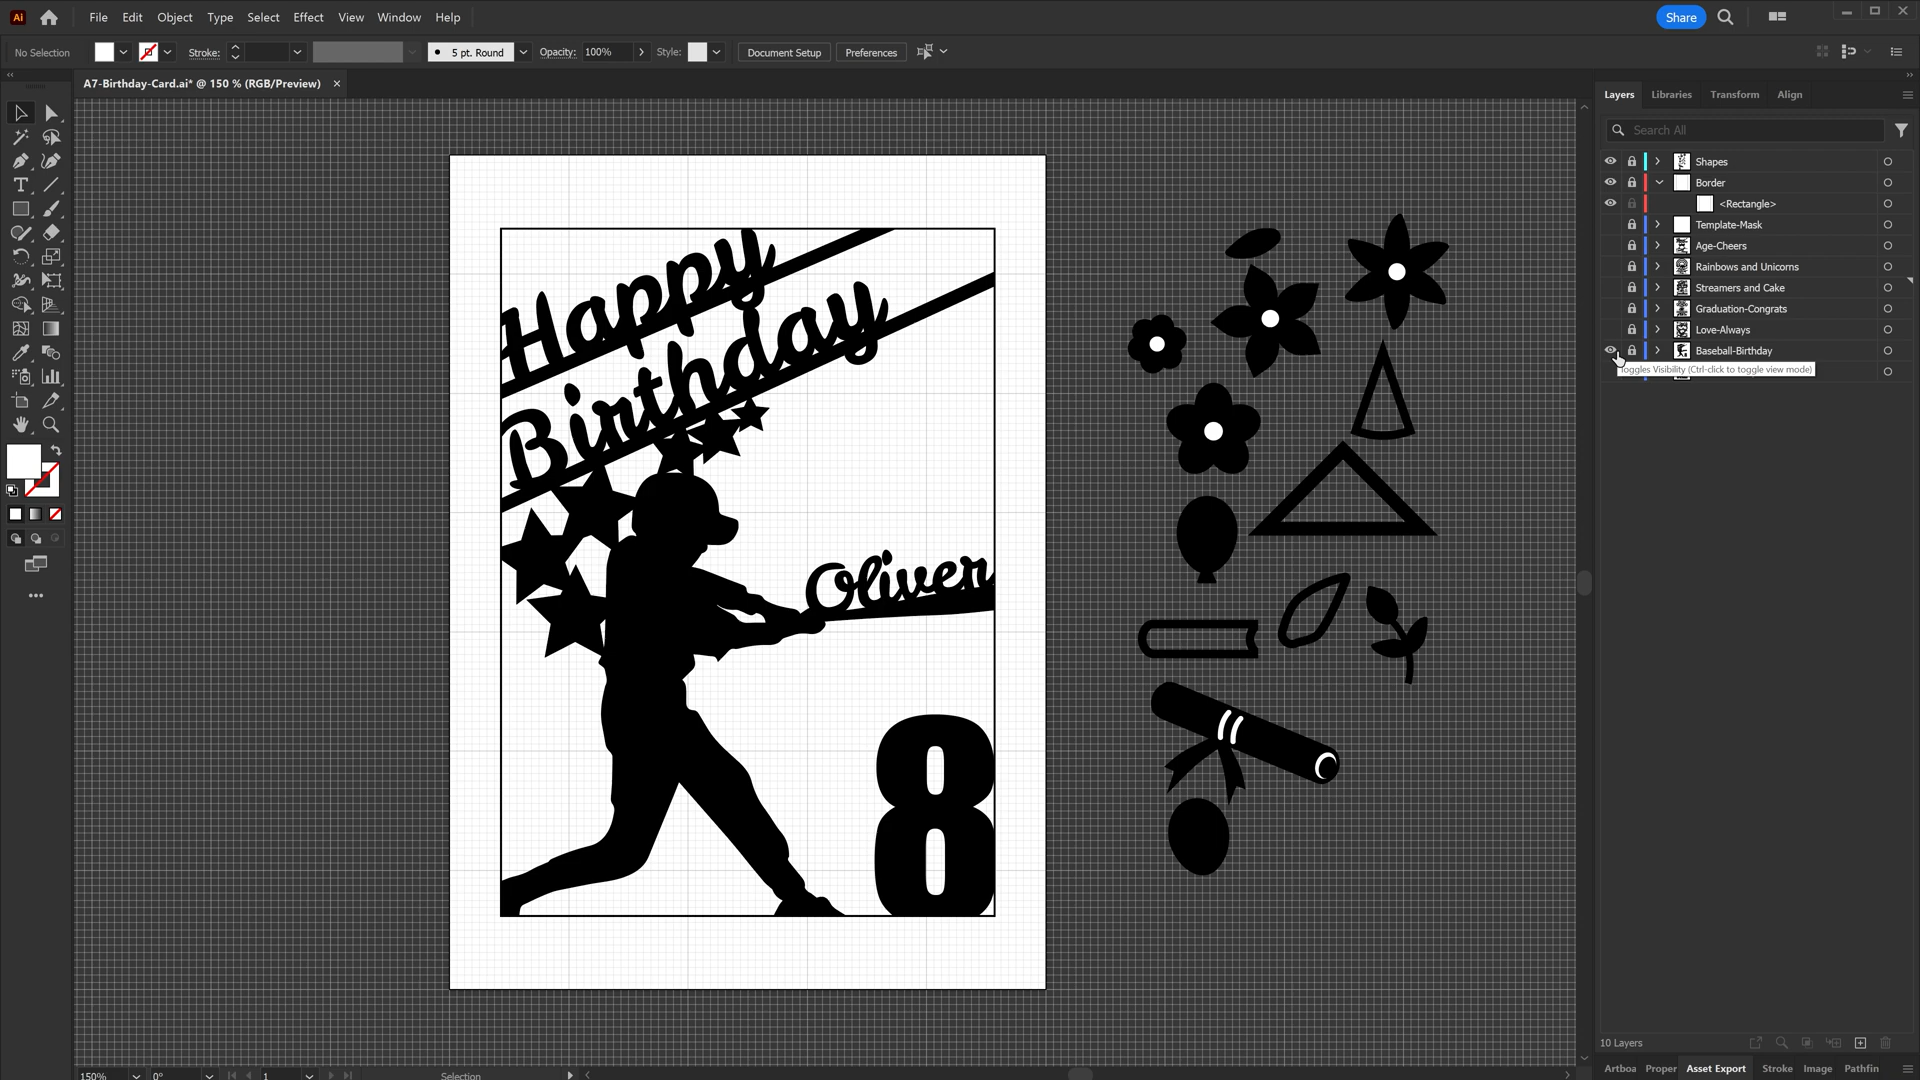 Ai
File Edit Object Type Select Effect View Window Help
Share
No Selection
Stroke:
5 pt. Round
Opacity: 100%
Style:
Document Setup
Preferences
A7-Birthday-Card.ai* @ 150 % (RGB/Preview)
Layers Libraries Transform Align
Search All
Shapes
Border
<Rectangle>
Template-Mask
Age-Cheers
Rainbows and Unicorns
Streamers and Cake
Graduation-Congrats
Love-Always
Baseball-Birthday
Toggles Visibility (Ctrl-click to toggle view mode)
Happy
Birthday
Oliver
8
10 Layers
150% 0° 1 Selection
Artboa Proper Asset Export Stroke Image Pathfin